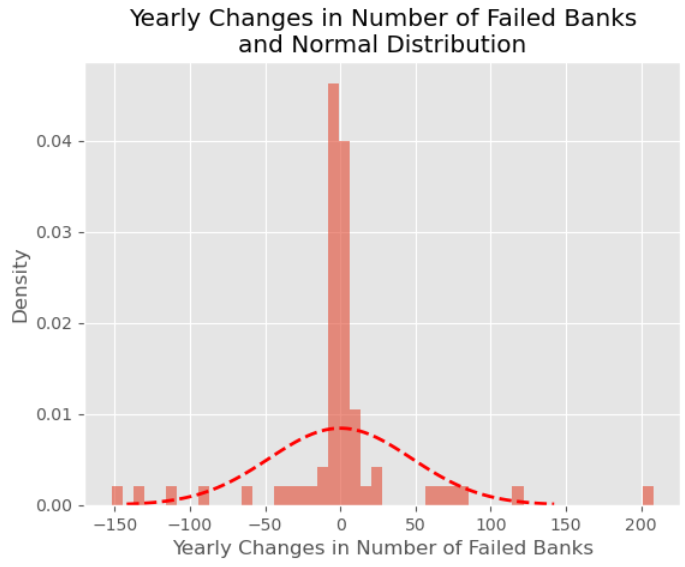 Yearly Changes in Number of Failed Banks
and Normal Distribution
Density
0.04
0.03
0.02
0.01
0.00
−150 −100 −50 0 50 100 150 200
Yearly Changes in Number of Failed Banks